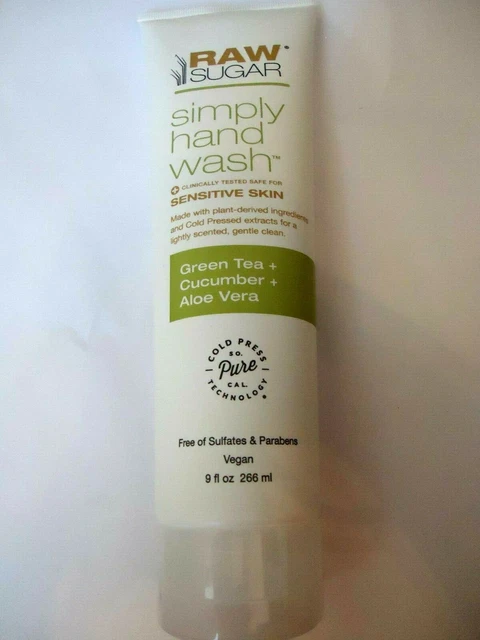 RAW®
SUGAR
simply
hand
wash™
CLINICALLY TESTED SAFE FOR
SENSITIVE SKIN
Made with plant-derived ingredients
and Cold Pressed extracts for a
lightly scented, gentle clean.
Green Tea +
Cucumber +
Aloe Vera
COLD PRESS
SO.
Pure
CAL.
TECHNOLOGY
Free of Sulfates & Parabens
Vegan
9 fl oz 266 ml